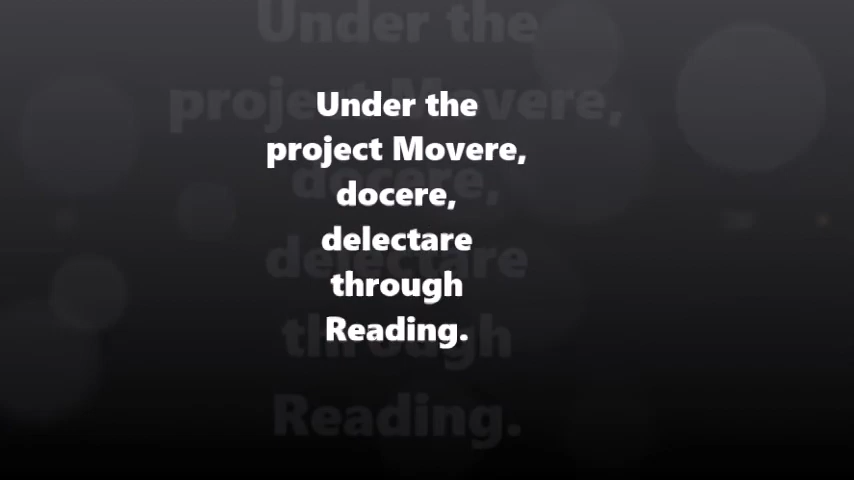 Under the
project Movere,
docere,
delectare
through
Reading.